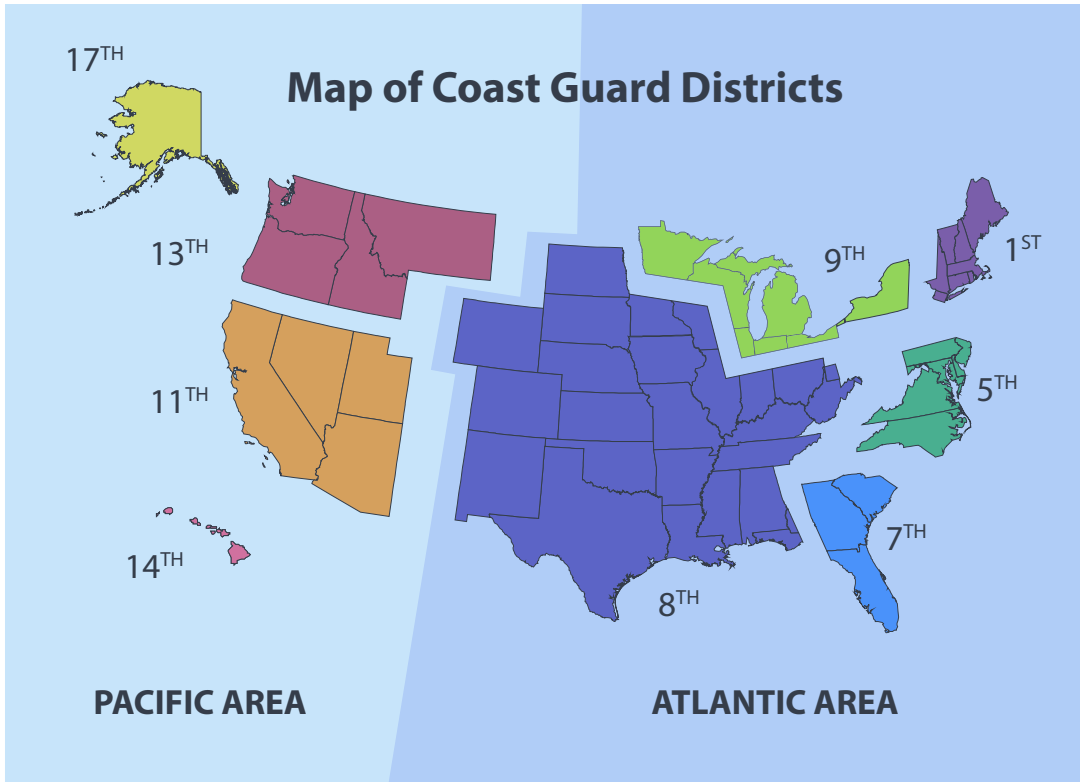 17TH
Map of Coast Guard Districts
13TH
9TH
1ST
11TH
5TH
14TH
7TH
8TH
PACIFIC AREA
ATLANTIC AREA